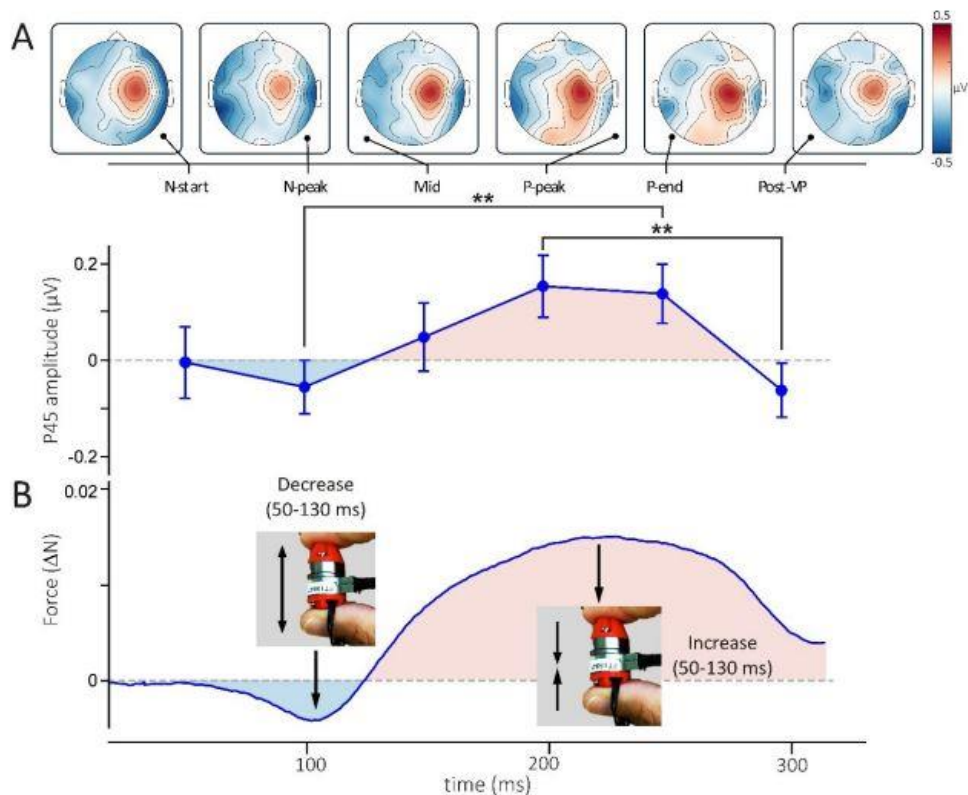 A
0.5
µV
-0.5
N-start N-peak Mid P-peak P-end Post-VP
**
**
0.2
0
-0.2
P45 amplitude (µV)
B
0.02
Decrease
(50-130 ms)
Force (ΔN)
Increase
(50-130 ms)
0
100 200 300
time (ms)